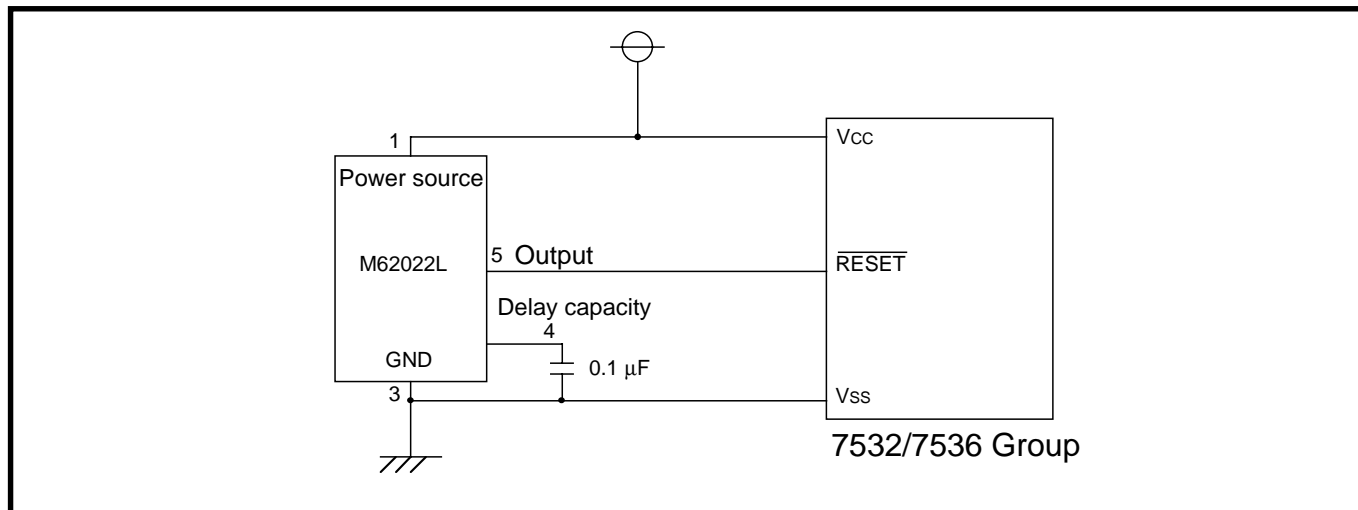 1
Vcc
Power source
M62022L
5 Output
RESET
Delay capacity
4
GND
0.1 μF
3
Vss
7532/7536 Group